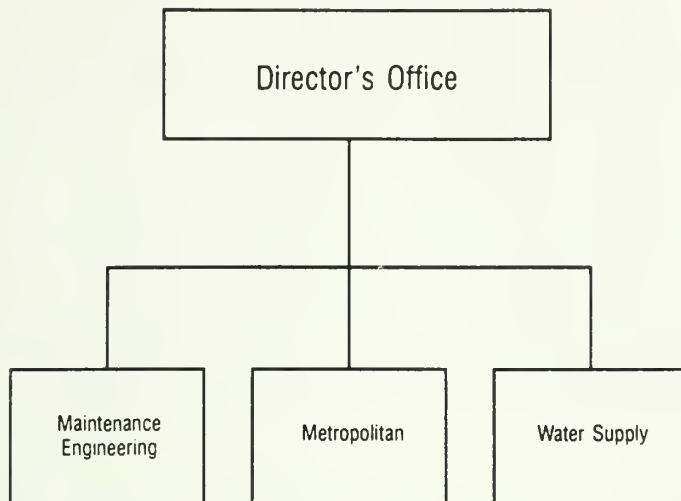 Director's Office
Maintenance
Engineering
Metropolitan
Water Supply